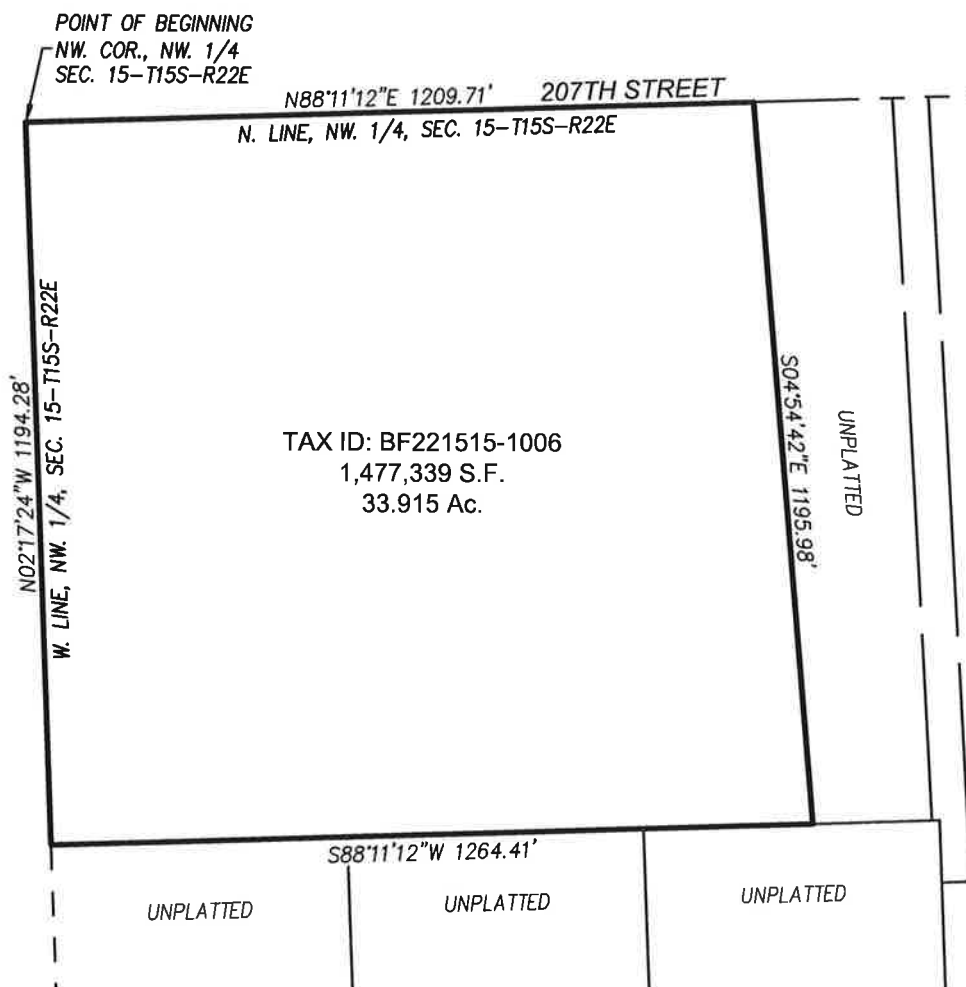 POINT OF BEGINNING
NW. COR., NW. 1/4
SEC. 15-T15S-R22E
N88°11'12"E 1209.71'
207TH STREET
N. LINE, NW. 1/4, SEC. 15-T15S-R22E
N02°17'24"W 1194.28'
W. LINE, NW. 1/4, SEC. 15-T15S-R22E
TAX ID: BF221515-1006
1,477,339 S.F.
33.915 Ac.
S04°54'42"E 1195.98'
UNPLATTED
S88°11'12"W 1264.41'
UNPLATTED
UNPLATTED
UNPLATTED